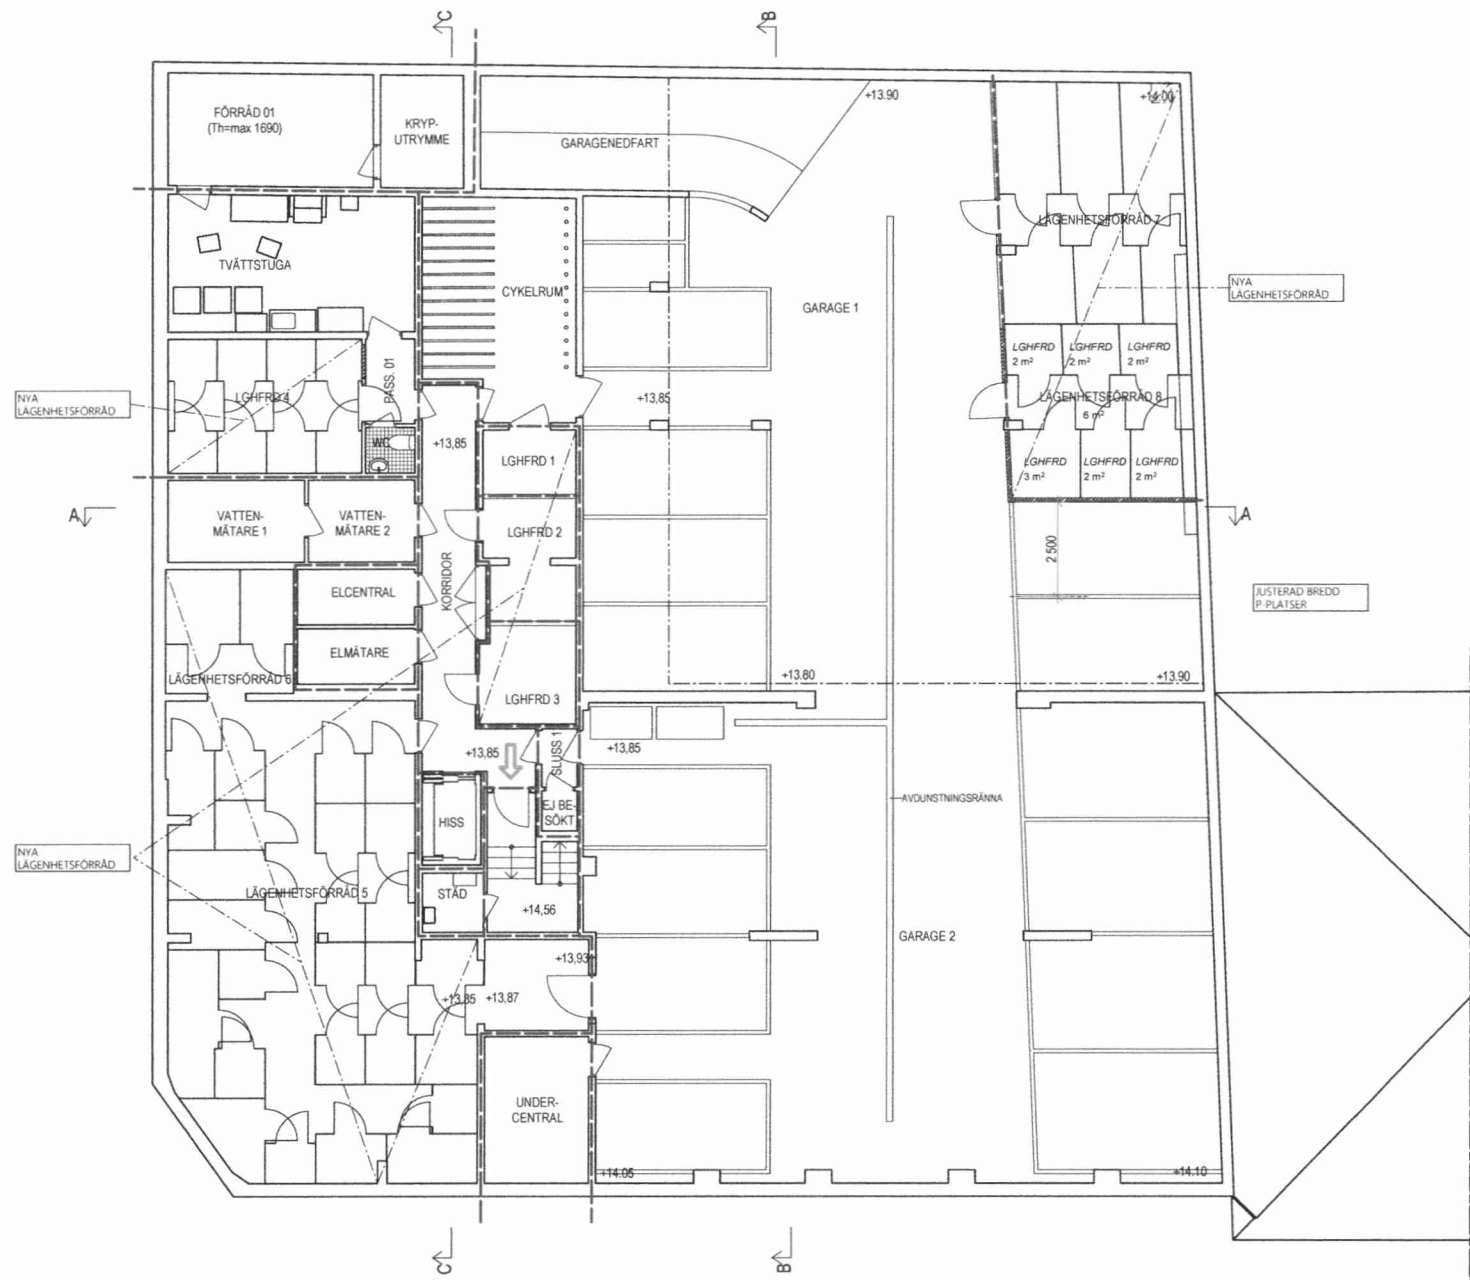 C
B
FÖRRÅD 01
(Th=max 1690)
KRYP-
UTRYMME
GARAGENEDFART
+13.90
+14.00
TVÄTTSTUGA
CYKELRUM
GARAGE 1
LÄGENHETSFÖRRÅD 7
NYA
LÄGENHETSFÖRRÅD
LGHFRD
2 m²
LGHFRD
2 m²
LGHFRD
2 m²
LÄGENHETSFÖRRÅD 8
6 m²
LGHFRD
3 m²
LGHFRD
2 m²
LGHFRD
2 m²
NYA
LÄGENHETSFÖRRÅD
LGHFRD 4
PASS. 01
WC
+13,85
+13,85
LGHFRD 1
LGHFRD 2
A
VATTEN-
MÄTARE 1
VATTEN-
MÄTARE 2
A
KORRIDOR
2 500
ELCENTRAL
ELMÄTARE
JUSTERAD BREDD
P-PLATSER
LÄGENHETSFÖRRÅD 6
LGHFRD 3
+13.80
+13.90
+13,85
SLUSS 1
+13,85
HISS
EJ BE-
SÖKT
AVDUNSTNINGSRÄNNA
NYA
LÄGENHETSFÖRRÅD
LÄGENHETSFÖRRÅD 5
STÄD
+14,56
GARAGE 2
+13,93
+13,85
+13,87
UNDER-
CENTRAL
+14.05
+14.10
C
B